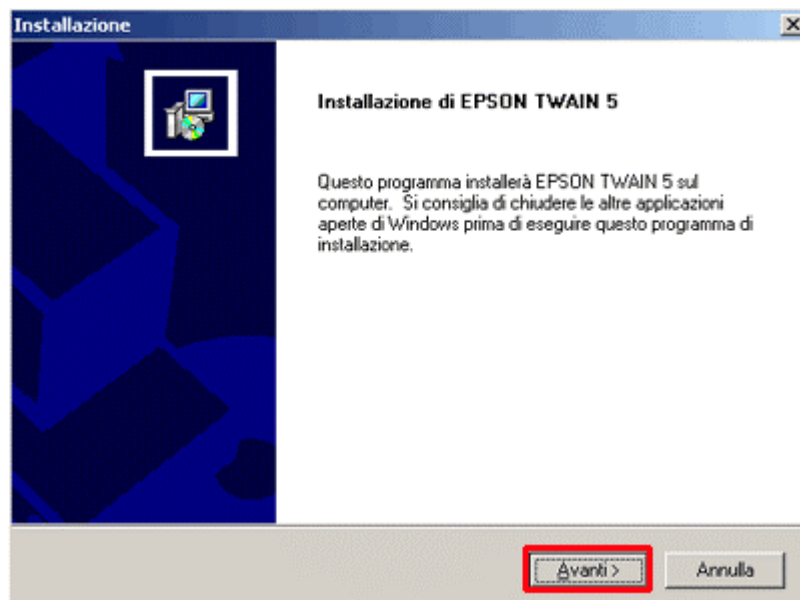 Installazione
Installazione di EPSON TWAIN 5
Questo programma installerà EPSON TWAIN 5 sul
computer. Si consiglia di chiudere le altre applicazioni
aperte di Windows prima di eseguire questo programma di
installazione.
Avanti >
Annulla